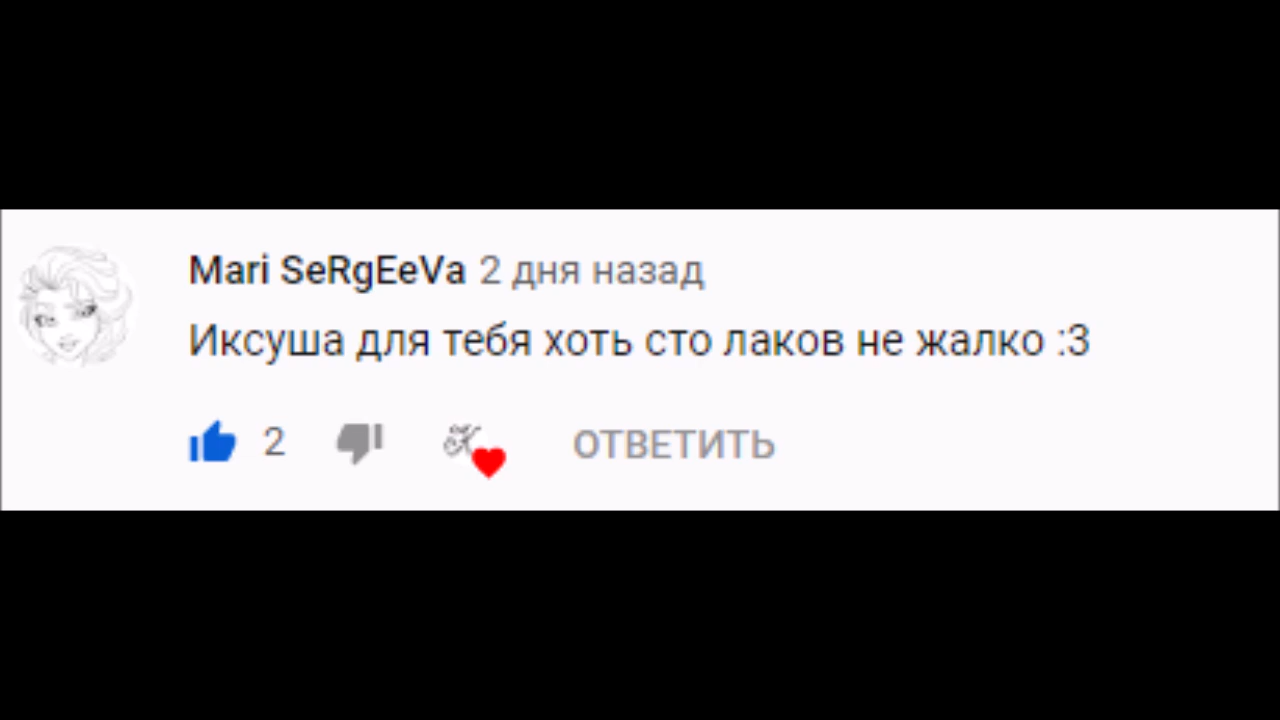 Mari SeRgEeVa 2 дня назад
Иксуша для тебя хоть сто лаков не жалко :3
2 ОТВЕТИТЬ